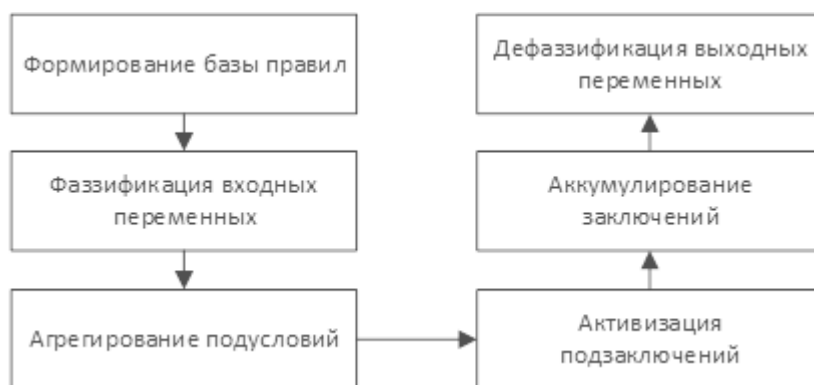 Формирование базы правил
Фаззификация входных
переменных
Агрегирование подусловий
Активизация
подзаключений
Аккумулирование
заключений
Дефаззификация выходных
переменных